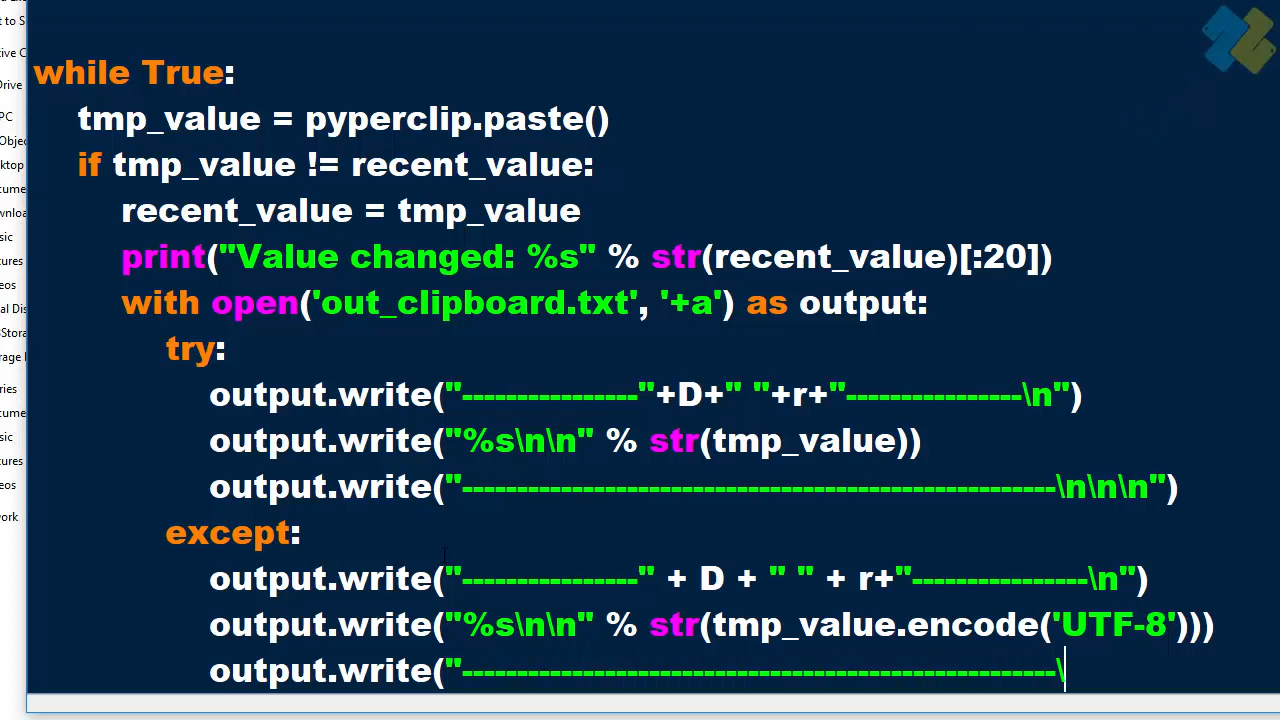 while True:
tmp_value = pyperclip.paste()
if tmp_value != recent_value:
recent_value = tmp_value
print("Value changed: %s" % str(recent_value)[:20])
with open('out_clipboard.txt', '+a') as output:
try:
output.write("----------------"+D+" "+r+"----------------\n")
output.write("%s\n\n" % str(tmp_value))
output.write("------------------------------------------------------\n\n\n")
except:
output.write("----------------" + D + " " + r+"----------------\n")
output.write("%s\n\n" % str(tmp_value.encode('UTF-8')))
output.write("------------------------------------------------------\